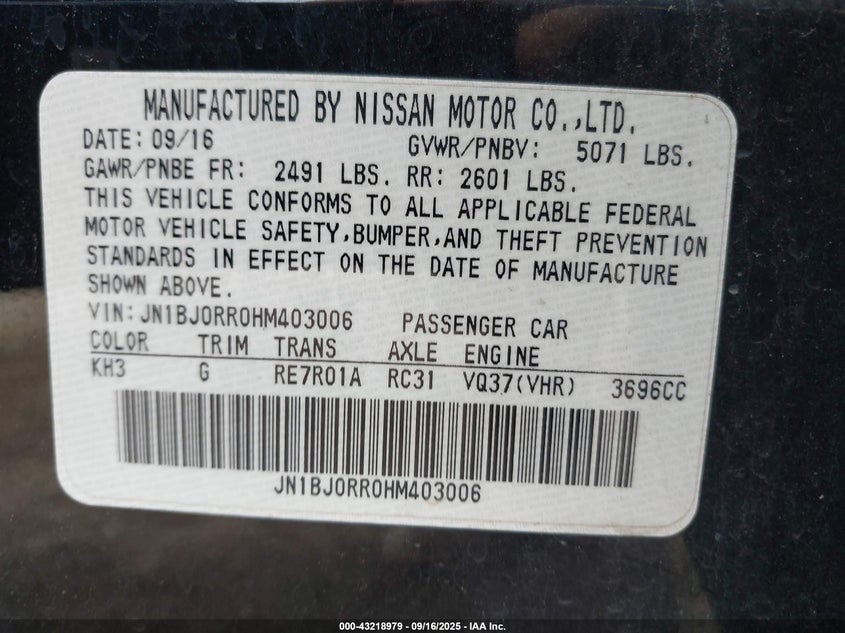 MANUFACTURED BY NISSAN MOTOR CO.,LTD.
DATE: 09/16 GVWR/PNBV: 5071 LBS.
GAWR/PNBE FR: 2491 LBS. RR: 2601 LBS.
THIS VEHICLE CONFORMS TO ALL APPLICABLE FEDERAL
MOTOR VEHICLE SAFETY,BUMPER,AND THEFT PREVENTION
STANDARDS IN EFFECT ON THE DATE OF MANUFACTURE
SHOWN ABOVE.
VIN: JN1BJ0RR0HM403006 PASSENGER CAR
COLOR TRIM TRANS AXLE ENGINE
KH3 G RE7R01A RC31 VQ37(VHR) 3696CC
JN1BJ0RR0HM403006
000-43218979 - 09/16/2025 - IAA Inc.